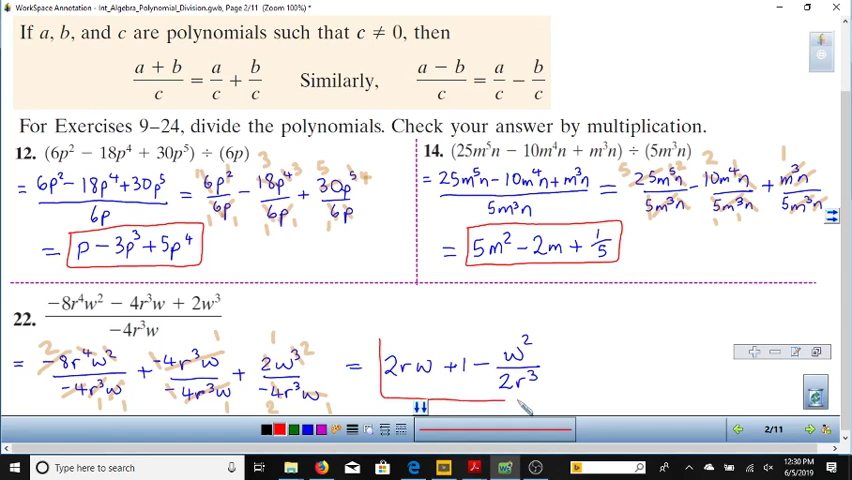 WorkSpace Annotation - Int_Algebra_Polynomial_Division.gwb, Page 2/11 (Zoom 100%) *
If a, b, and c are polynomials such that c ≠ 0, then
(a + b)/c = a/c + b/c Similarly, (a − b)/c = a/c − b/c
For Exercises 9–24, divide the polynomials. Check your answer by multiplication.
12. (6p² − 18p⁴ + 30p⁵) ÷ (6p)
= (6p² − 18p⁴ + 30p⁵)/6p = 6p²/6p − 18p⁴/6p + 30p⁵/6p
= p − 3p³ + 5p⁴
14. (25m⁵n − 10m⁴n + m³n) ÷ (5m³n)
= (25m⁵n − 10m⁴n + m³n)/5m³n = 25m⁵n/5m³n − 10m⁴n/5m³n + m³n/5m³n
= 5m² − 2m + 1/5
22. (−8r⁴w² − 4r³w + 2w³)/−4r³w
= −8r⁴w²/−4r³w + −4r³w/−4r³w + 2w³/−4r³w = 2rw + 1 − w²/2r³
2/11
Type here to search
12:30 PM
6/5/2019